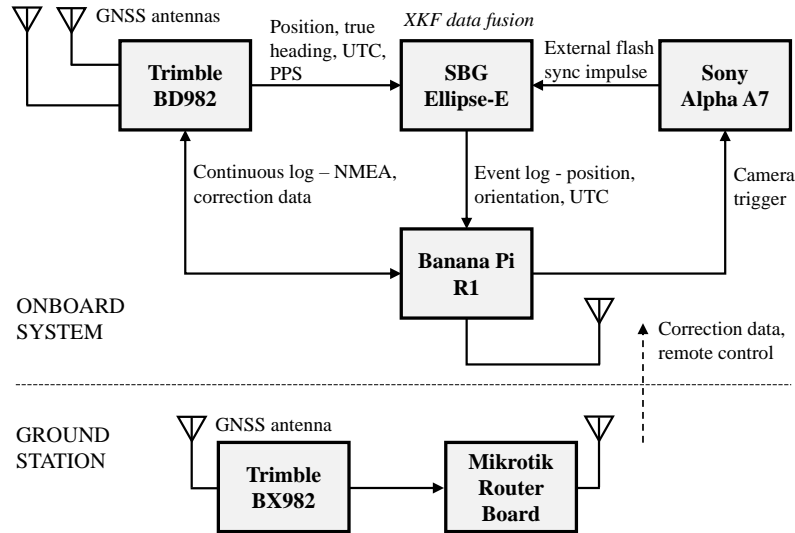 GNSS antennas
Position, true
heading, UTC,
PPS
XKF data fusion
External flash
sync impulse
Trimble
BD982
SBG
Ellipse-E
Sony
Alpha A7
Continuous log – NMEA,
correction data
Event log - position,
orientation, UTC
Camera
trigger
Banana Pi
R1
ONBOARD
SYSTEM
Correction data,
remote control
GROUND
STATION
GNSS antenna
Trimble
BX982
Mikrotik
Router
Board